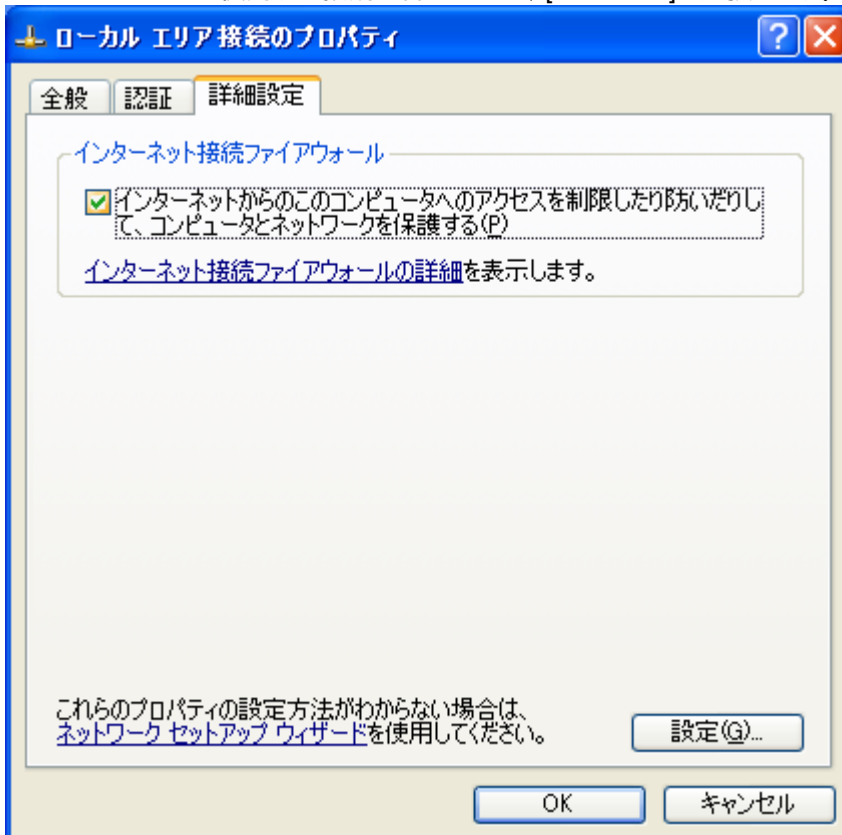 ローカル エリア接続のプロパティ
全般
認証
詳細設定
インターネット接続ファイアウォール
インターネットからのこのコンピュータへのアクセスを制限したり防いだりし
て、コンピュータとネットワークを保護する(P)
インターネット接続ファイアウォールの詳細を表示します。
これらのプロパティの設定方法がわからない場合は、
ネットワーク セットアップ ウィザードを使用してください。
設定(G)...
OK
キャンセル